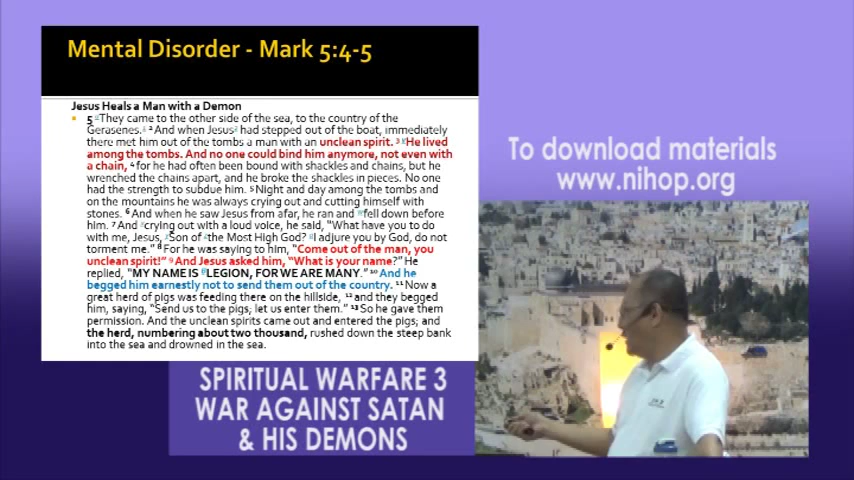 Mental Disorder - Mark 5:4-5
Jesus Heals a Man with a Demon
5 They came to the other side of the sea, to the country of the
Gerasenes. 2 And when Jesus had stepped out of the boat, immediately
there met him out of the tombs a man with an unclean spirit. 3 He lived
among the tombs. And no one could bind him anymore, not even with
a chain, 4 for he had often been bound with shackles and chains, but he
wrenched the chains apart, and he broke the shackles in pieces. No one
had the strength to subdue him. 5 Night and day among the tombs and
on the mountains he was always crying out and cutting himself with
stones. 6 And when he saw Jesus from afar, he ran and fell down before
him. 7 And crying out with a loud voice, he said, "What have you to do
with me, Jesus, Son of the Most High God? I adjure you by God, do not
torment me." 8 For he was saying to him, "Come out of the man, you
unclean spirit!" 9 And Jesus asked him, "What is your name?" He
replied, "MY NAME IS LEGION, FOR WE ARE MANY." 10 And he
begged him earnestly not to send them out of the country. 11 Now a
great herd of pigs was feeding there on the hillside, 12 and they begged
him, saying, "Send us to the pigs; let us enter them." 13 So he gave them
permission. And the unclean spirits came out and entered the pigs; and
the herd, numbering about two thousand, rushed down the steep bank
into the sea and drowned in the sea.
To download materials
www.nihop.org
SPIRITUAL WARFARE 3
WAR AGAINST SATAN
& HIS DEMONS